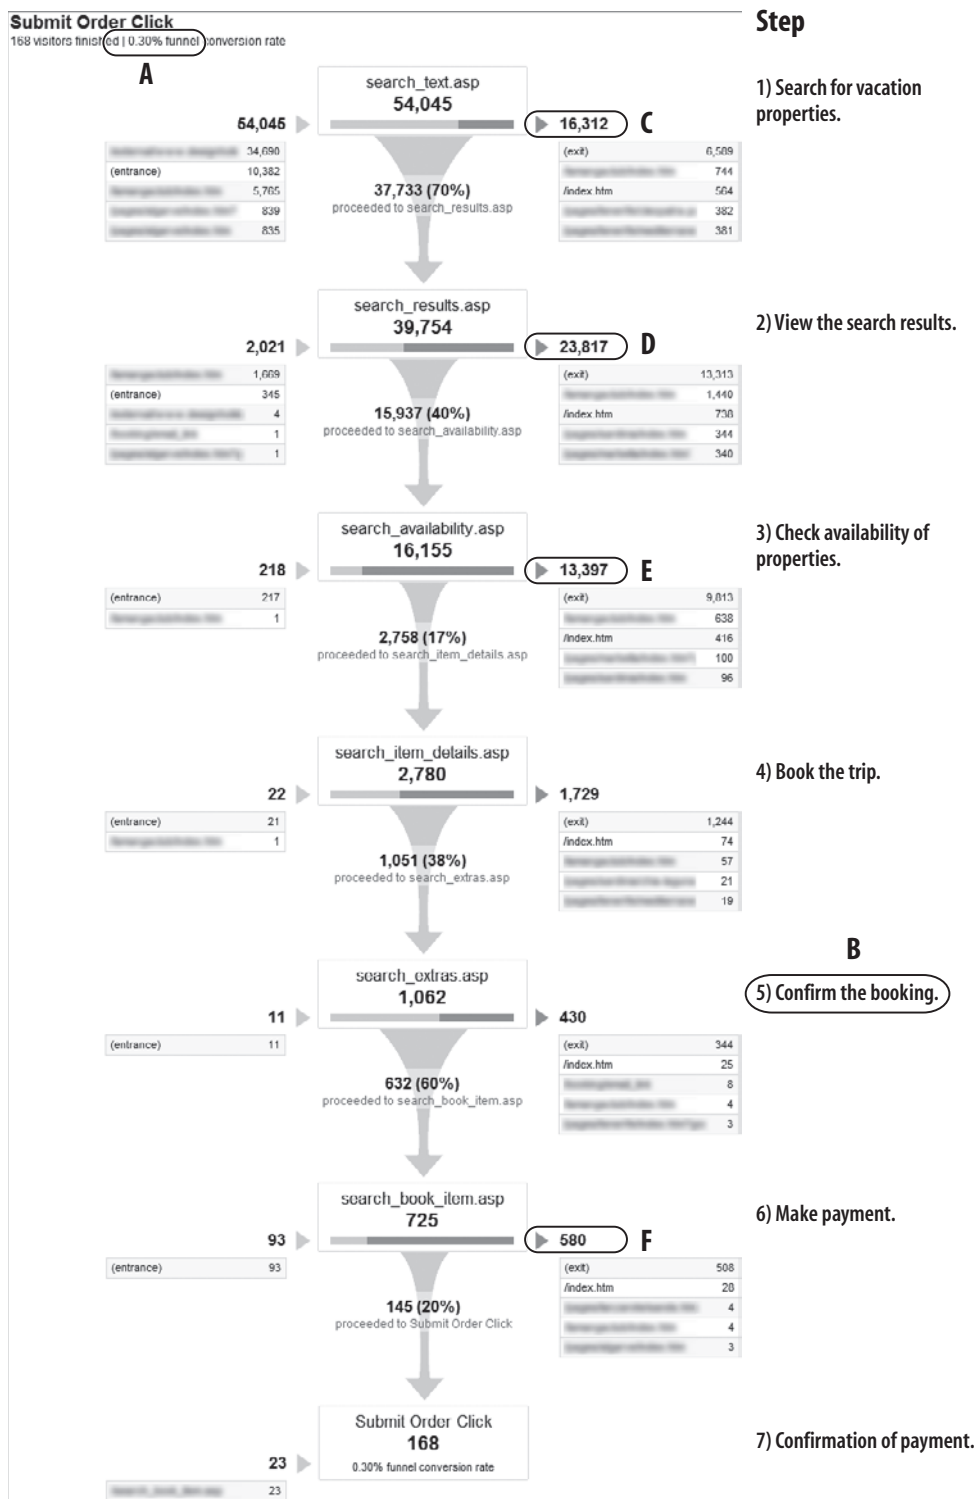 Submit Order Click
168 visitors finished | 0.30% funnel conversion rate
Step
A
search_text.asp
54,045
1) Search for vacation
properties.
54,045
16,312
C
34,690
(entrance) 10,382
5,765
839
835
(exit) 6,589
744
/index.htm 564
382
381
37,733 (70%)
proceeded to search_results.asp
search_results.asp
39,754
2) View the search results.
2,021
23,817
D
1,669
(entrance) 345
4
1
1
(exit) 13,313
1,440
/index.htm 738
344
340
15,937 (40%)
proceeded to search_availability.asp
search_availability.asp
16,155
3) Check availability of
properties.
218
13,397
E
(entrance) 217
1
(exit) 9,813
638
/index.htm 416
100
96
2,758 (17%)
proceeded to search_item_details.asp
search_item_details.asp
2,780
4) Book the trip.
22
1,729
(entrance) 21
1
(exit) 1,244
/index.htm 74
57
21
19
1,051 (38%)
proceeded to search_extras.asp
B
search_extras.asp
1,062
5) Confirm the booking.
11
430
(entrance) 11
(exit) 344
/index.htm 25
8
4
3
632 (60%)
proceeded to search_book_item.asp
search_book_item.asp
725
6) Make payment.
93
580
F
(entrance) 93
(exit) 508
/index.htm 28
4
4
3
145 (20%)
proceeded to Submit Order Click
Submit Order Click
168
0.30% funnel conversion rate
7) Confirmation of payment.
23
23